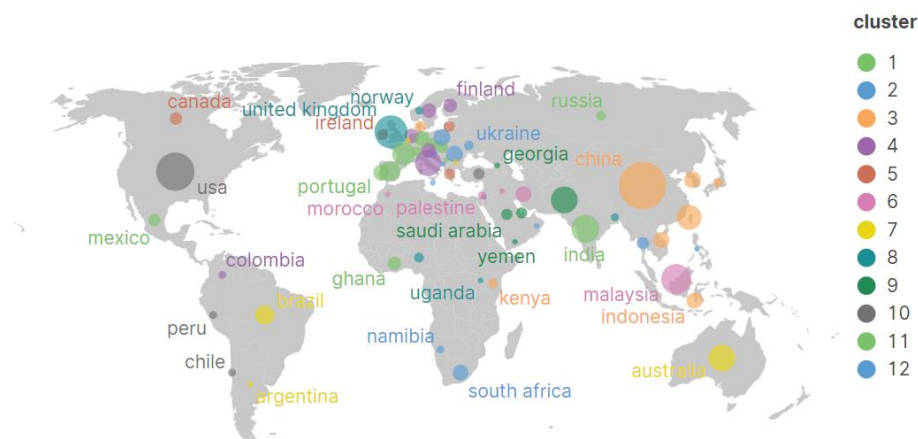 cluster
1
2
3
4
5
6
7
8
9
10
11
12
canada
united kingdom
norway
finland
russia
ireland
ukraine
georgia
china
usa
portugal
morocco
palestine
mexico
saudi arabia
india
colombia
ghana
yemen
brazil
uganda
kenya
malaysia
indonesia
peru
namibia
chile
argentina
south africa
australia